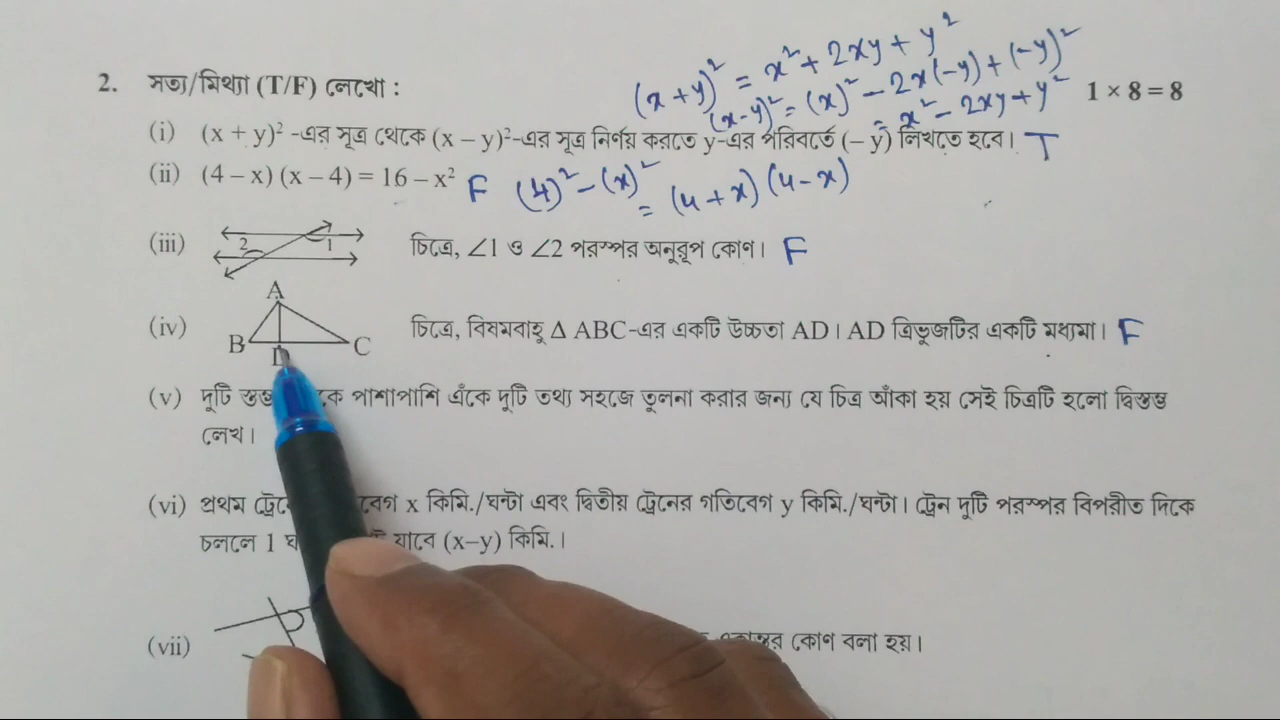 (x + y)² = x² + 2xy + y²
(x-y)² = (x)² - 2x(-y) + (-y)²
= x² - 2xy + y²
2. সত্য/মিথ্যা (T/F) লেখো : 1 × 8 = 8
(i) (x + y)² -এর সূত্র থেকে (x – y)²-এর সূত্র নির্ণয় করতে y-এর পরিবর্তে (– y) লিখতে হবে। T
(ii) (4 – x) (x – 4) = 16 – x² F (4)² - (x)²
= (4 + x) (4 - x)
(iii) 2 1 চিত্রে, ∠1 ও ∠2 পরস্পর অনুরূপ কোণ। F
A
(iv) B D C চিত্রে, বিষমবাহু Δ ABC-এর একটি উচ্চতা AD। AD ত্রিভুজটির একটি মধ্যমা। F
(v) দুটি পাশাপাশি এঁকে দুটি তথ্য সহজে তুলনা করার জন্য যে চিত্র আঁকা হয় সেই চিত্রটি হলো দ্বিস্তম্ভ
লেখ।
(vi) প্রথম x কিমি./ঘন্টা এবং দ্বিতীয় ট্রেনের গতিবেগ y কিমি./ঘন্টা। ট্রেন দুটি পরস্পর বিপরীত দিকে
চললে 1 যাবে (x–y) কিমি.।
(vii) কোণ বলা হয়।